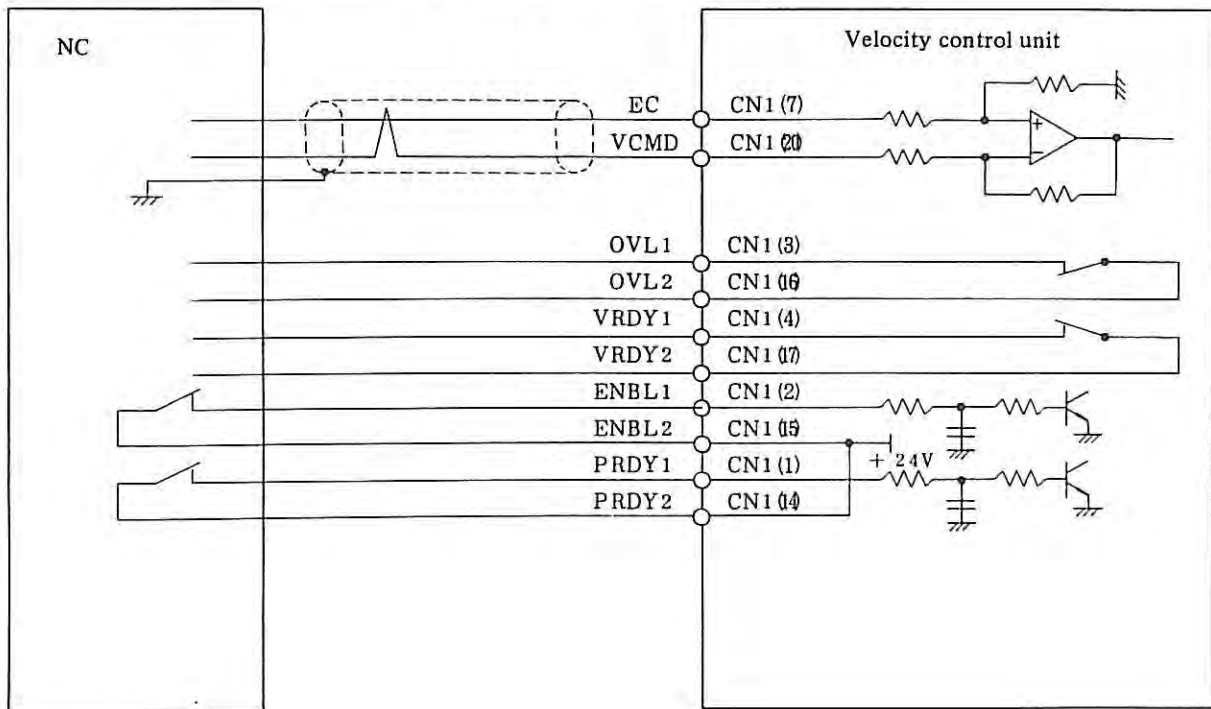 NC
Velocity control unit
EC CN1 (7)
VCMD CN1 (20)
+
−
OVL1 CN1 (3)
OVL2 CN1 (16)
VRDY1 CN1 (4)
VRDY2 CN1 (17)
ENBL1 CN1 (2)
ENBL2 CN1 (15)
+ 24V
PRDY1 CN1 (1)
PRDY2 CN1 (14)